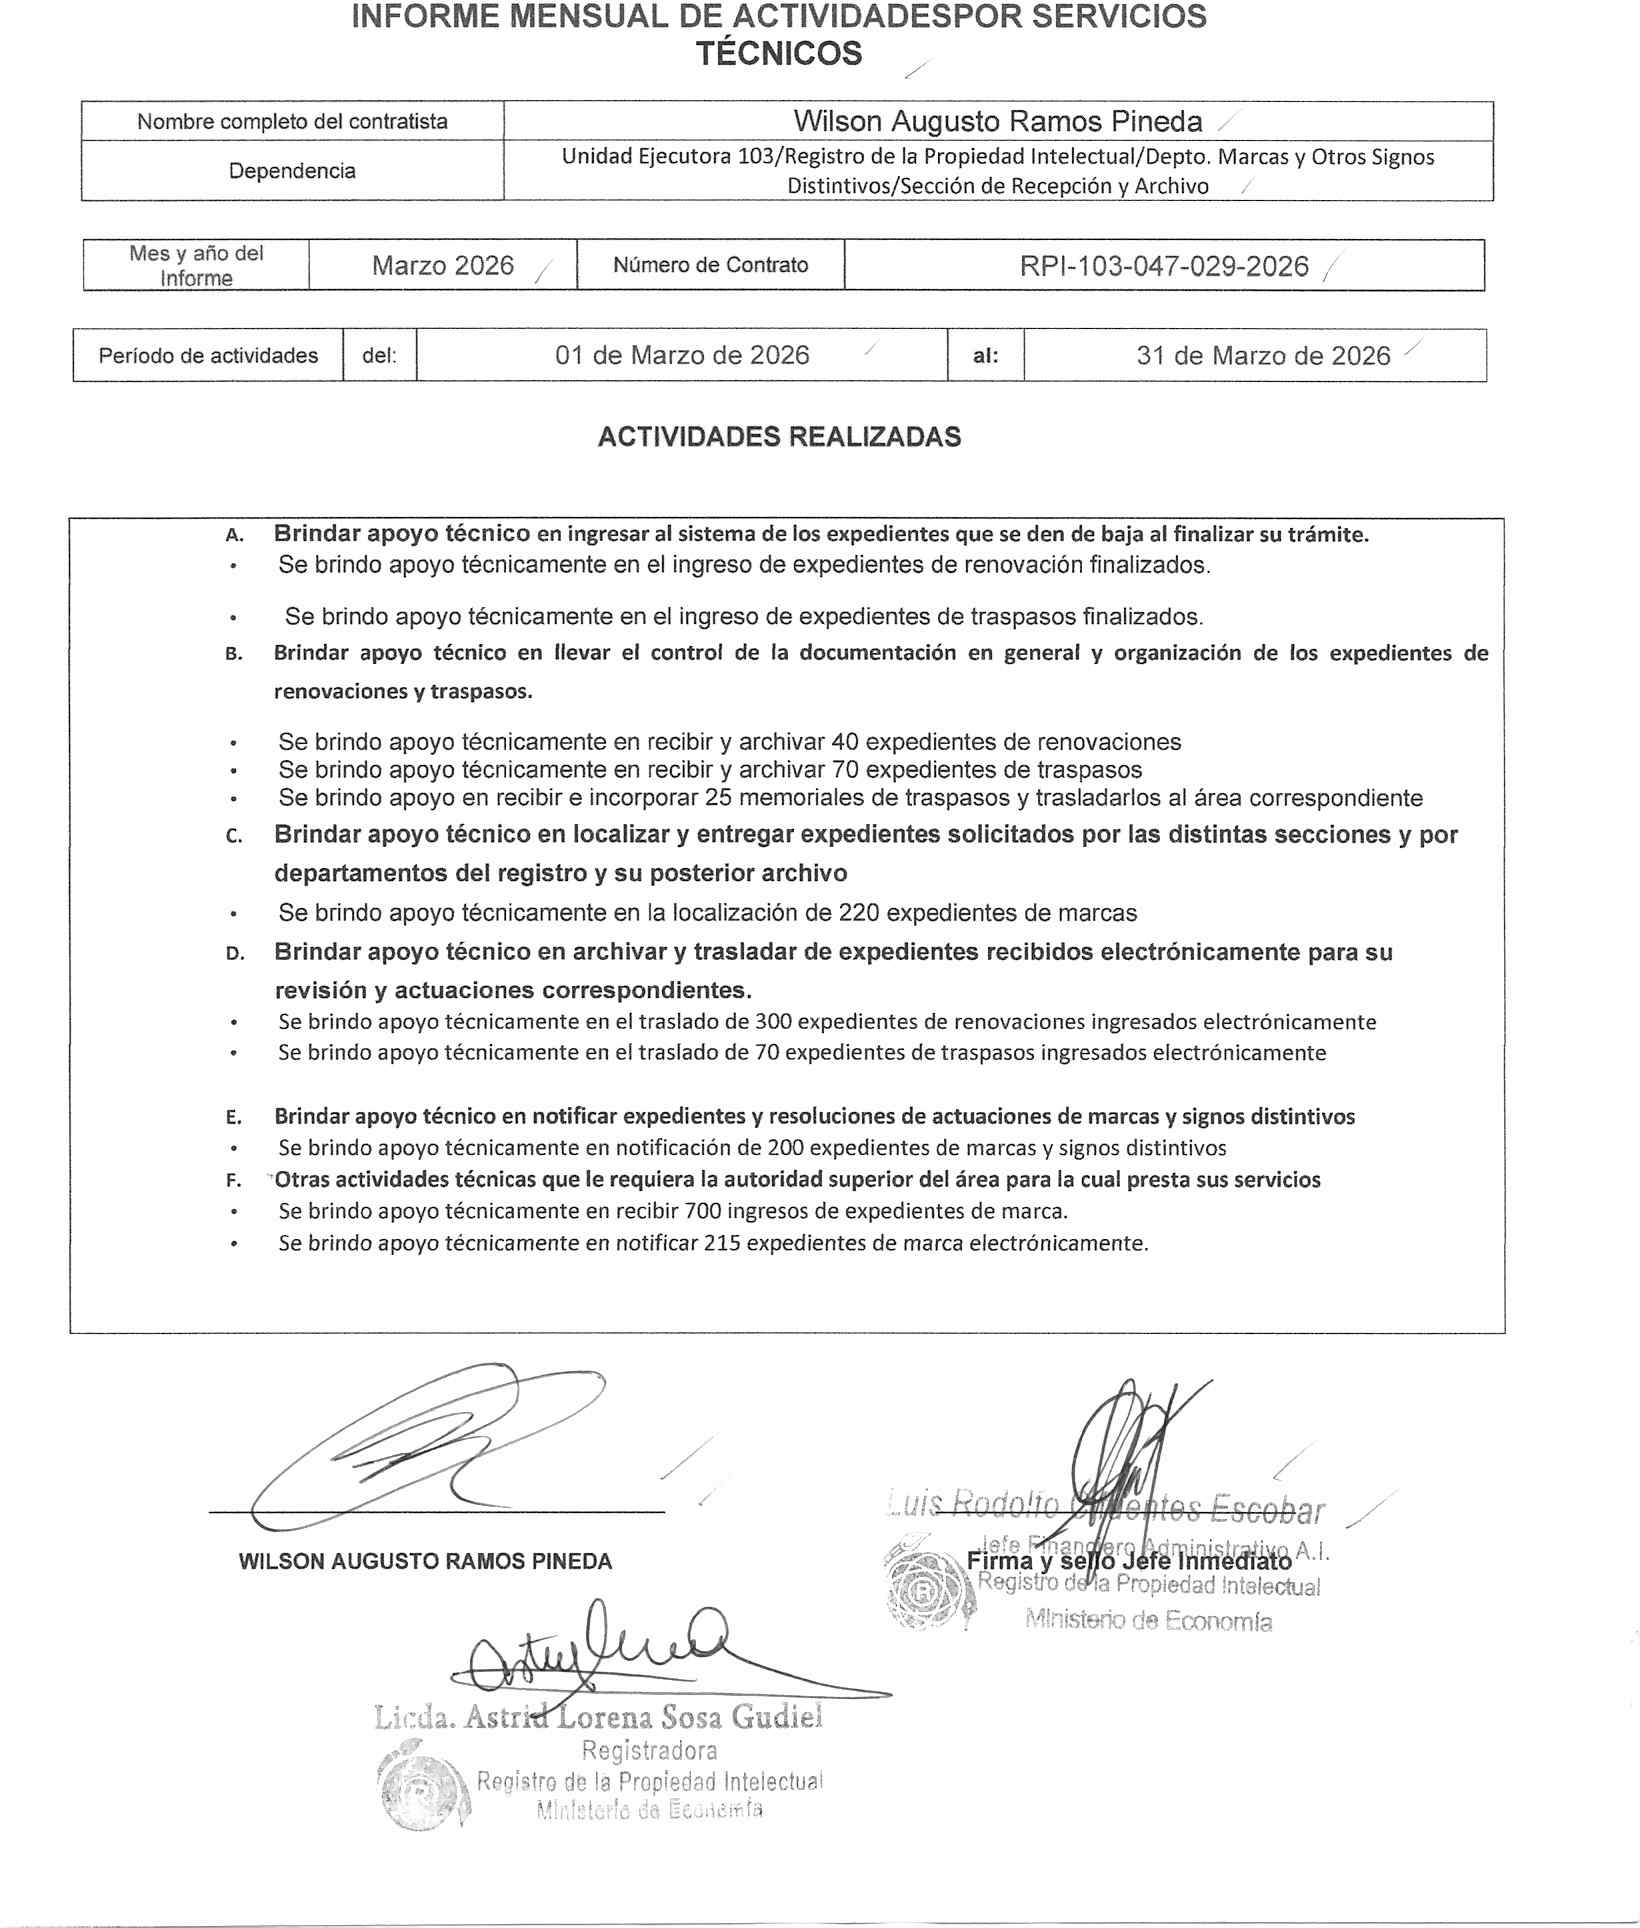 INFORME MENSUAL DE ACTIVIDADESPOR SERVICIOS
TÉCNICOS
Nombre completo del contratista
Wilson Augusto Ramos Pineda
Dependencia
Unidad Ejecutora 103/Registro de la Propiedad Intelectual/Depto. Marcas y Otros Signos
Distintivos/Sección de Recepción y Archivo
Mes y año del
Informe
Marzo 2026
Número de Contrato
RPI-103-047-029-2026
Período de actividades
del:
01 de Marzo de 2026
al:
31 de Marzo de 2026
ACTIVIDADES REALIZADAS
A. Brindar apoyo técnico en ingresar al sistema de los expedientes que se den de baja al finalizar su trámite.
• Se brindo apoyo técnicamente en el ingreso de expedientes de renovación finalizados.
• Se brindo apoyo técnicamente en el ingreso de expedientes de traspasos finalizados.
B. Brindar apoyo técnico en llevar el control de la documentación en general y organización de los expedientes de
renovaciones y traspasos.
• Se brindo apoyo técnicamente en recibir y archivar 40 expedientes de renovaciones
• Se brindo apoyo técnicamente en recibir y archivar 70 expedientes de traspasos
• Se brindo apoyo en recibir e incorporar 25 memoriales de traspasos y trasladarlos al área correspondiente
C. Brindar apoyo técnico en localizar y entregar expedientes solicitados por las distintas secciones y por
departamentos del registro y su posterior archivo
• Se brindo apoyo técnicamente en la localización de 220 expedientes de marcas
D. Brindar apoyo técnico en archivar y trasladar de expedientes recibidos electrónicamente para su
revisión y actuaciones correspondientes.
• Se brindo apoyo técnicamente en el traslado de 300 expedientes de renovaciones ingresados electrónicamente
• Se brindo apoyo técnicamente en el traslado de 70 expedientes de traspasos ingresados electrónicamente
E. Brindar apoyo técnico en notificar expedientes y resoluciones de actuaciones de marcas y signos distintivos
• Se brindo apoyo técnicamente en notificación de 200 expedientes de marcas y signos distintivos
F. Otras actividades técnicas que le requiera la autoridad superior del área para la cual presta sus servicios
• Se brindo apoyo técnicamente en recibir 700 ingresos de expedientes de marca.
• Se brindo apoyo técnicamente en notificar 215 expedientes de marca electrónicamente.
Luis Rodolfo Cifuentes Escobar
Jefe Financiero Administrativo A.I.
WILSON AUGUSTO RAMOS PINEDA
Firma y sello Jefe Inmediato
Registro de la Propiedad Intelectual
Ministerio de Economía
Licda. Astrid Lorena Sosa Gudiel
Registradora
Registro de la Propiedad Intelectual
Ministerio de Economía